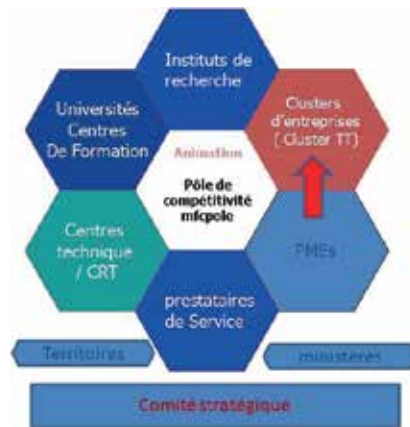 Instituts de
recherche
Universités
Centres
De Formation
Clusters
d'entreprises
( Cluster TT)
Animation
Pôle de
compétitivité
mfcpole
Centres
technique
/ CRT
PMEs
prestataires
de Service
Territoires
ministères
Comité stratégique